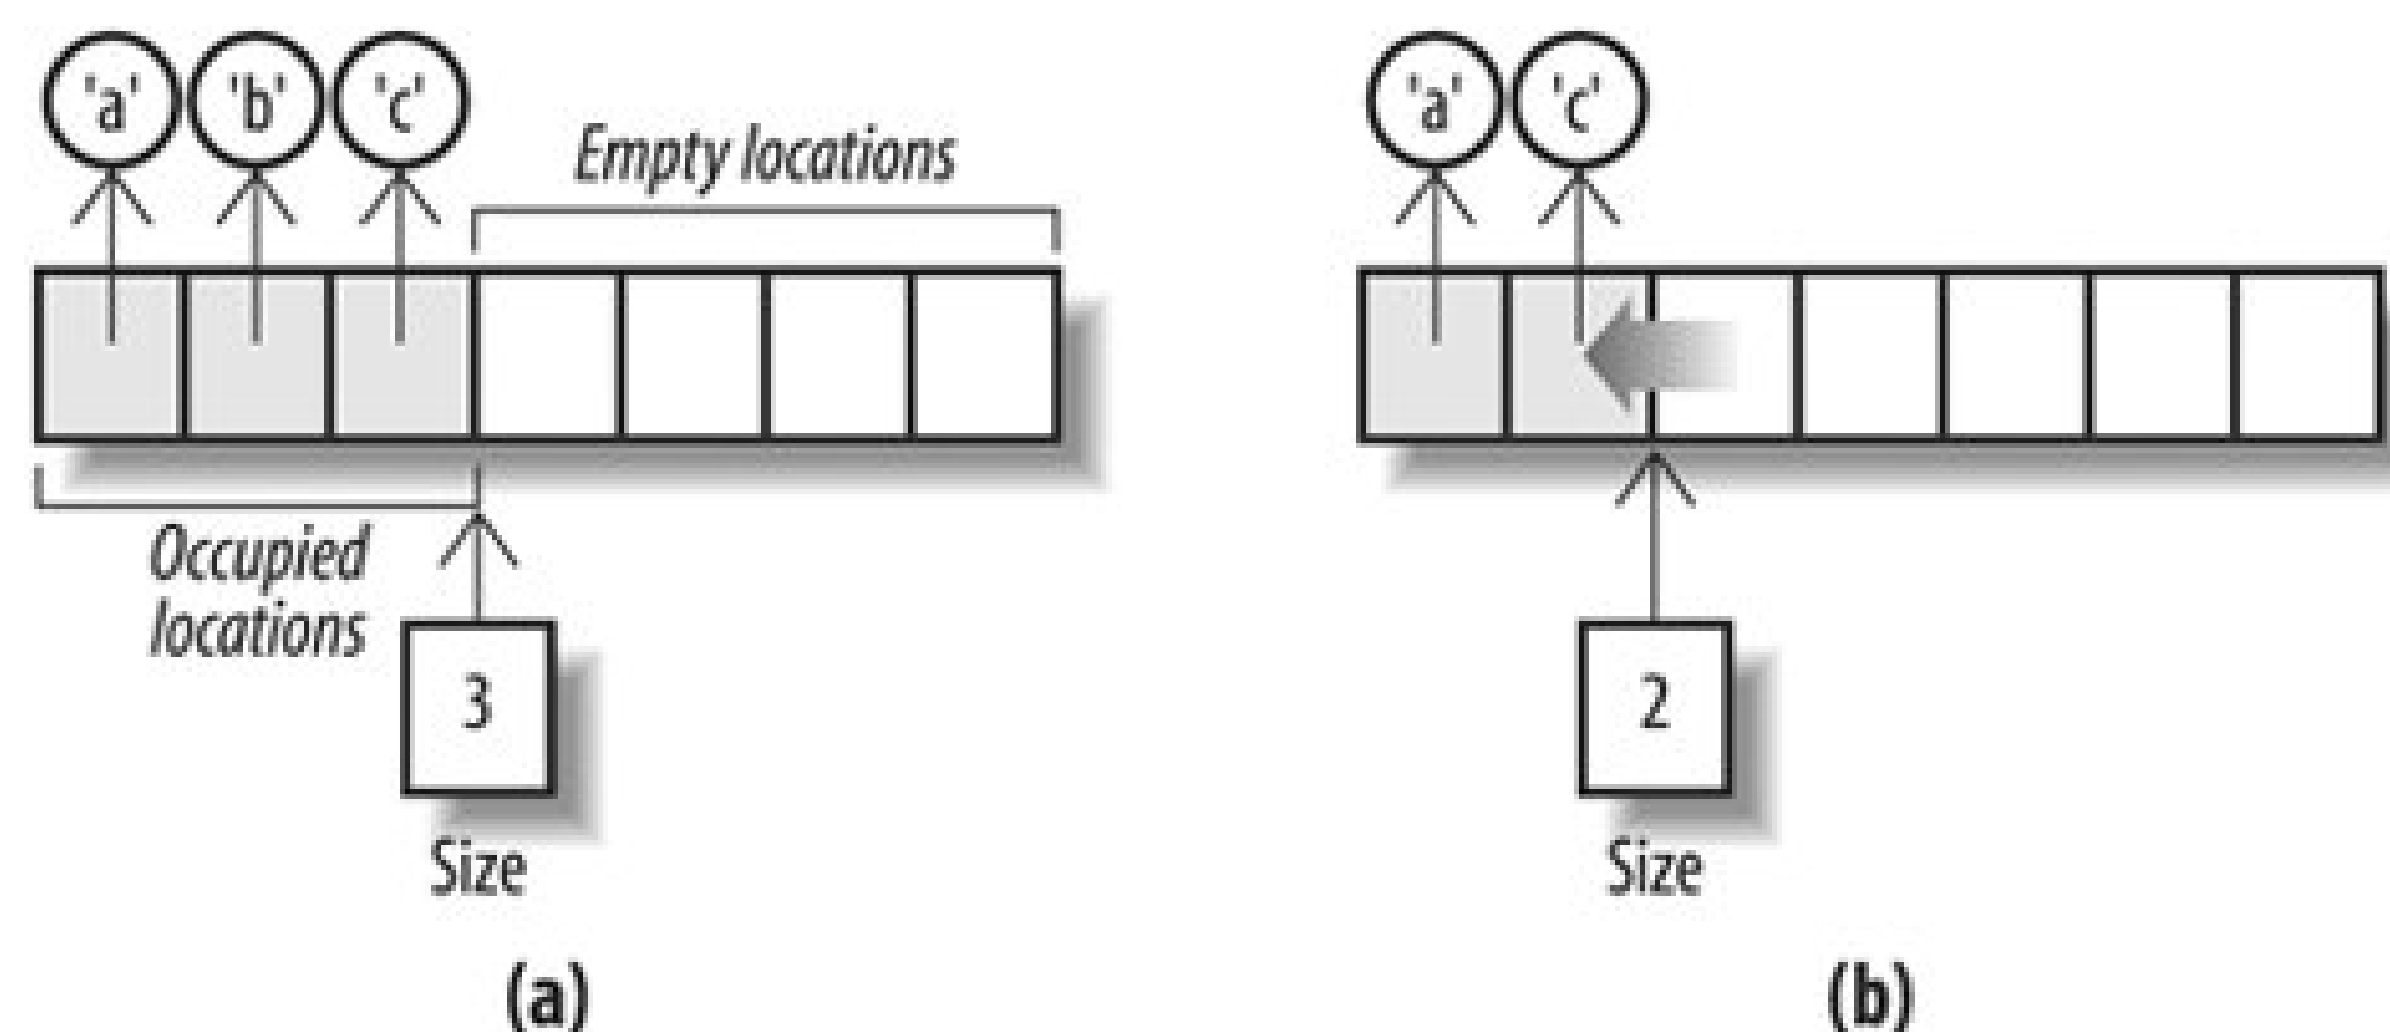 'a' 'b' 'c'
Empty locations
Occupied
locations
3
Size
(a)
'a' 'c'
2
Size
(b)